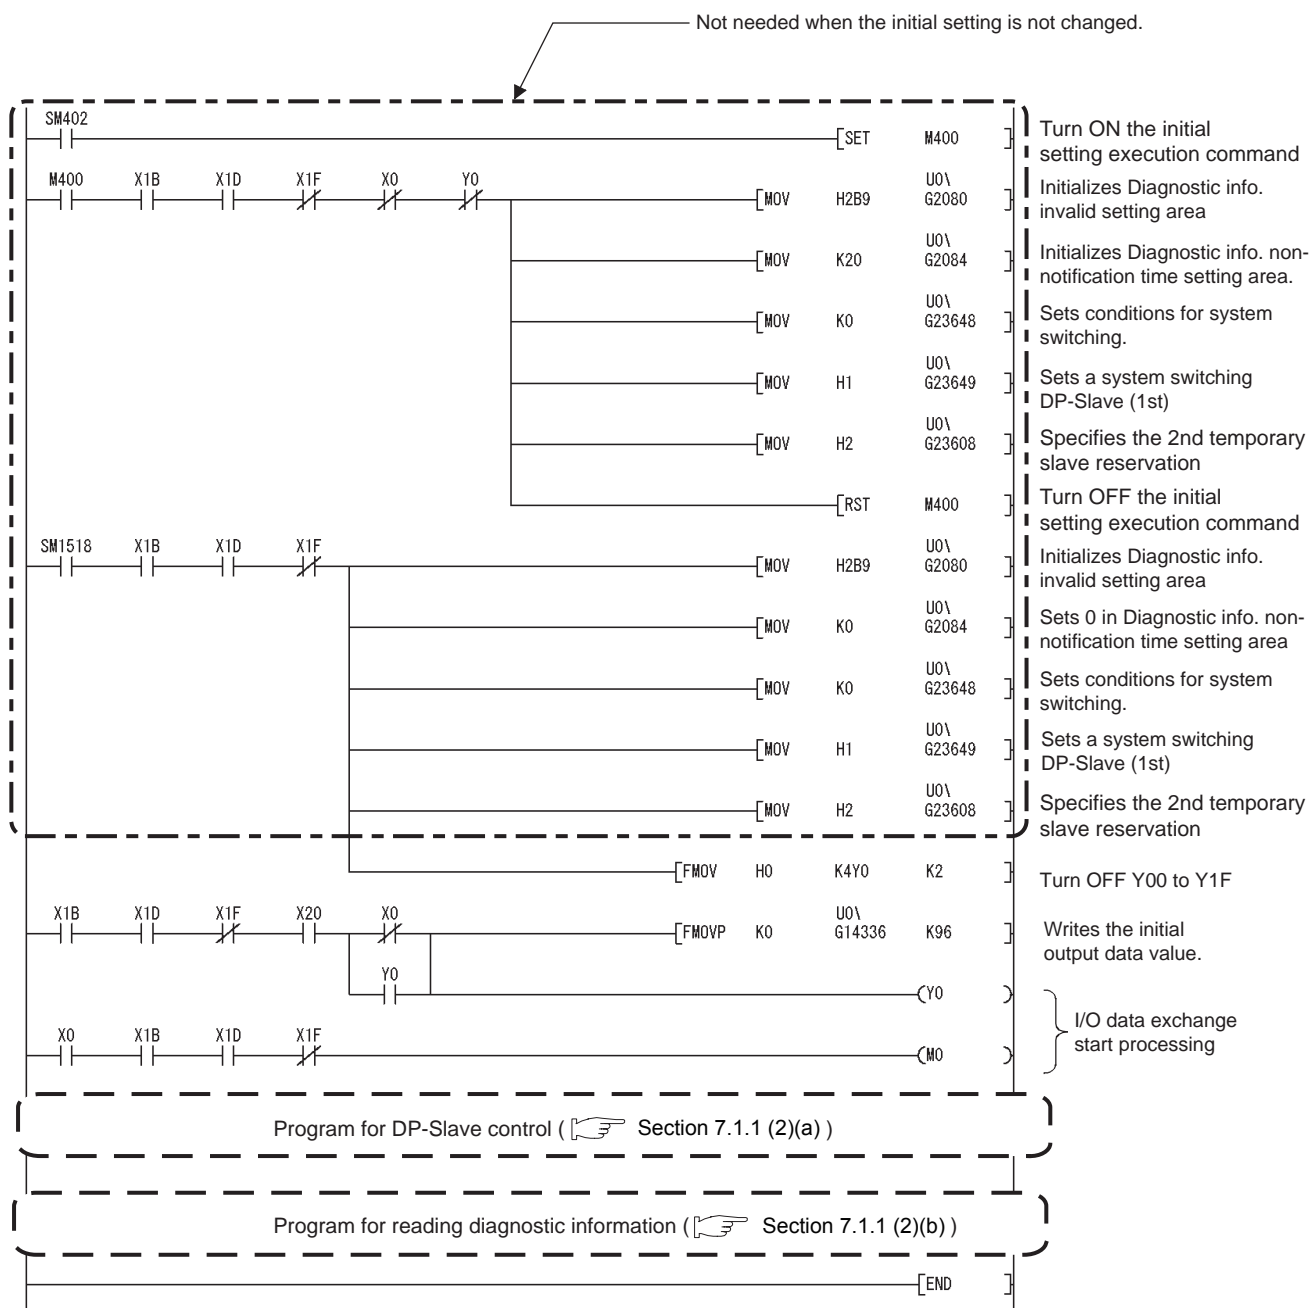 Not needed when the initial setting is not changed.
SM402
[SET M400 ]
Turn ON the initial
setting execution command
M400 X1B X1D X1F X0 Y0
[MOV H2B9 U0\
G2080 ]
Initializes Diagnostic info.
invalid setting area
[MOV K20 U0\
G2084 ]
Initializes Diagnostic info. non-
notification time setting area.
[MOV K0 U0\
G23648 ]
Sets conditions for system
switching.
[MOV H1 U0\
G23649 ]
Sets a system switching
DP-Slave (1st)
[MOV H2 U0\
G23608 ]
Specifies the 2nd temporary
slave reservation
[RST M400 ]
Turn OFF the initial
setting execution command
SM1518 X1B X1D X1F
[MOV H2B9 U0\
G2080 ]
Initializes Diagnostic info.
invalid setting area
[MOV K0 U0\
G2084 ]
Sets 0 in Diagnostic info. non-
notification time setting area
[MOV K0 U0\
G23648 ]
Sets conditions for system
switching.
[MOV H1 U0\
G23649 ]
Sets a system switching
DP-Slave (1st)
[MOV H2 U0\
G23608 ]
Specifies the 2nd temporary
slave reservation
[FMOV H0 K4Y0 K2 ]
Turn OFF Y00 to Y1F
X1B X1D X1F X20 X0
[FMOVP K0 U0\
G14336 K96 ]
Writes the initial
output data value.
Y0
(Y0 )
X0 X1B X1D X1F
(M0 )
I/O data exchange
start processing
Program for DP-Slave control ( Section 7.1.1 (2)(a) )
Program for reading diagnostic information ( Section 7.1.1 (2)(b) )
[END ]